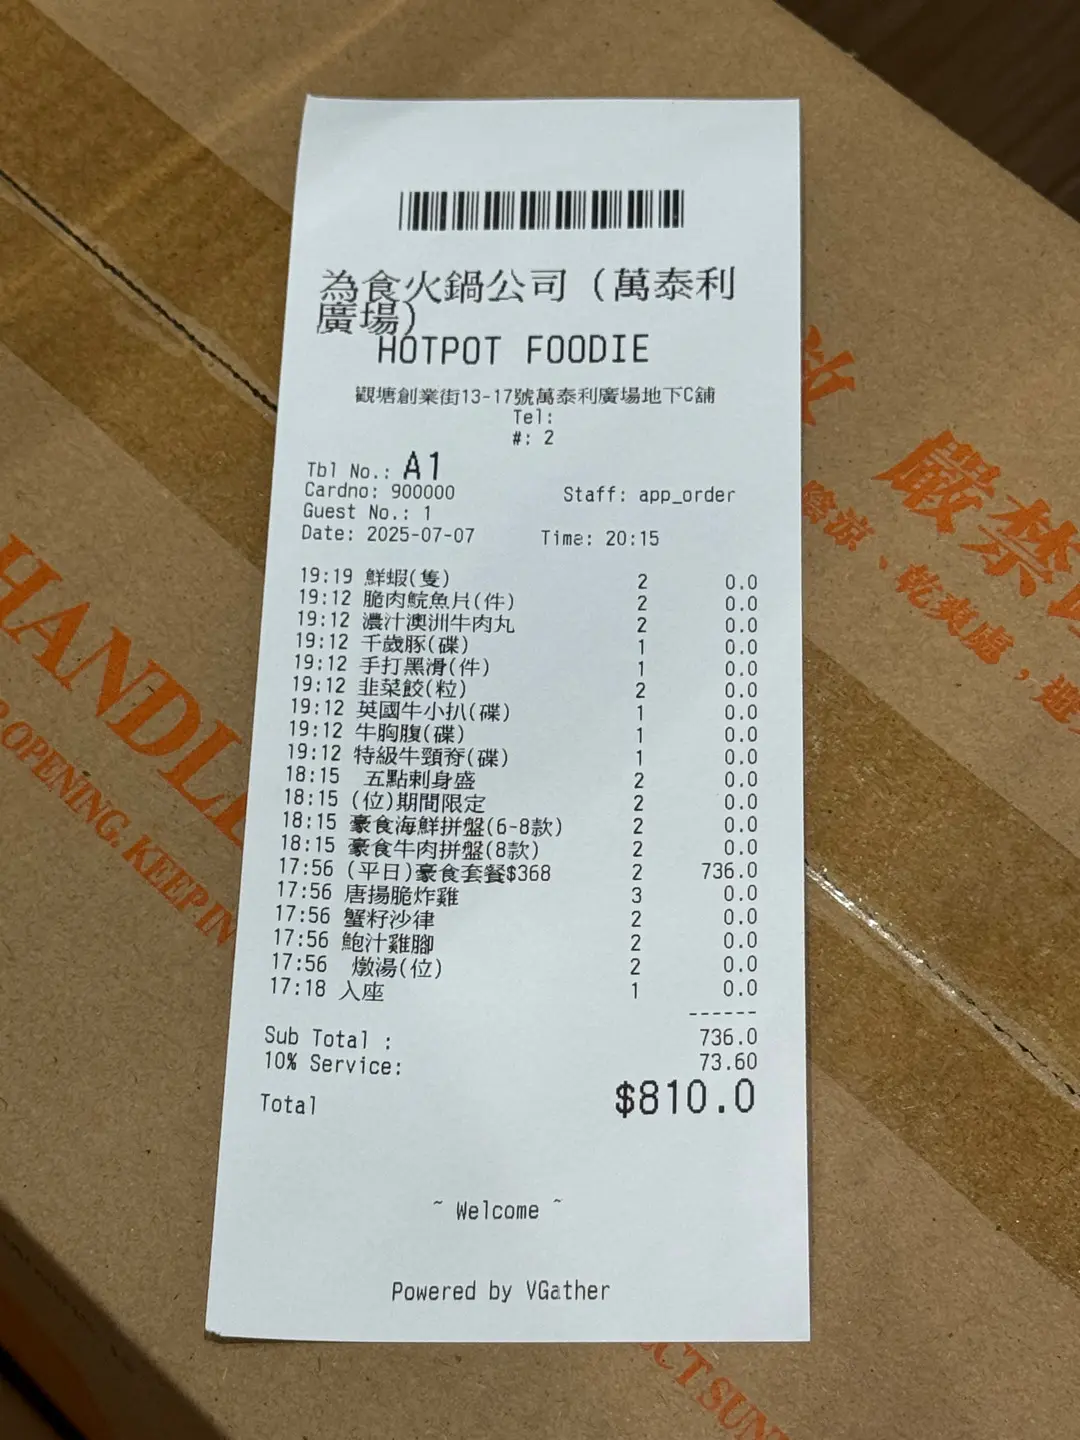 為食火鍋公司（萬泰利
廣場）
HOTPOT FOODIE
觀塘創業街13-17號萬泰利廣場地下C舖
Tel:
#: 2
Tbl No.: A1
Cardno: 900000 Staff: app_order
Guest No.: 1
Date: 2025-07-07 Time: 20:15
19:19 鮮蝦(隻) 2 0.0
19:12 脆肉鯇魚片(件) 2 0.0
19:12 濃汁澳洲牛肉丸 2 0.0
19:12 千歲豚(碟) 1 0.0
19:12 手打黑滑(件) 1 0.0
19:12 韭菜餃(粒) 2 0.0
19:12 英國牛小扒(碟) 1 0.0
19:12 牛胸腹(碟) 1 0.0
19:12 特級牛頸脊(碟) 1 0.0
18:15 五點刺身盛 2 0.0
18:15 (位)期間限定 2 0.0
18:15 豪食海鮮拼盤(6-8款) 2 0.0
18:15 豪食牛肉拼盤(8款) 2 0.0
17:56 (平日)豪食套餐$368 2 736.0
17:56 唐揚脆炸雞 3 0.0
17:56 蟹籽沙律 2 0.0
17:56 鮑汁雞腳 2 0.0
17:56 燉湯(位) 2 0.0
17:18 入座 1 0.0
------
Sub Total : 736.0
10% Service: 73.60
Total $810.0
~ Welcome ~
Powered by VGather
HANDLE
OPENING. KEEP IN
嚴禁
陰涼、乾爽處，避